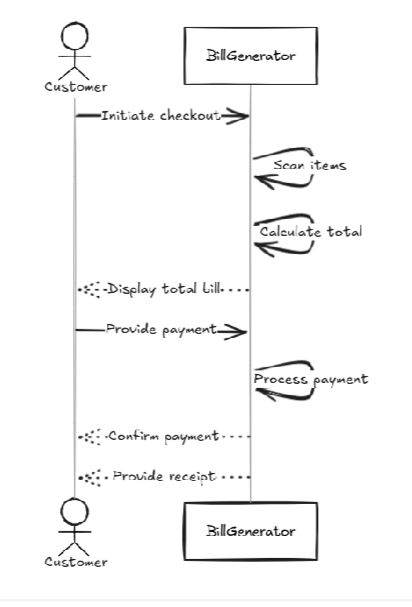 BillGenerator
Customer
Initiate checkout
Scan items
Calculate total
Display total bill
Provide payment
Process payment
Confirm payment
Provide receipt
BillGenerator
Customer